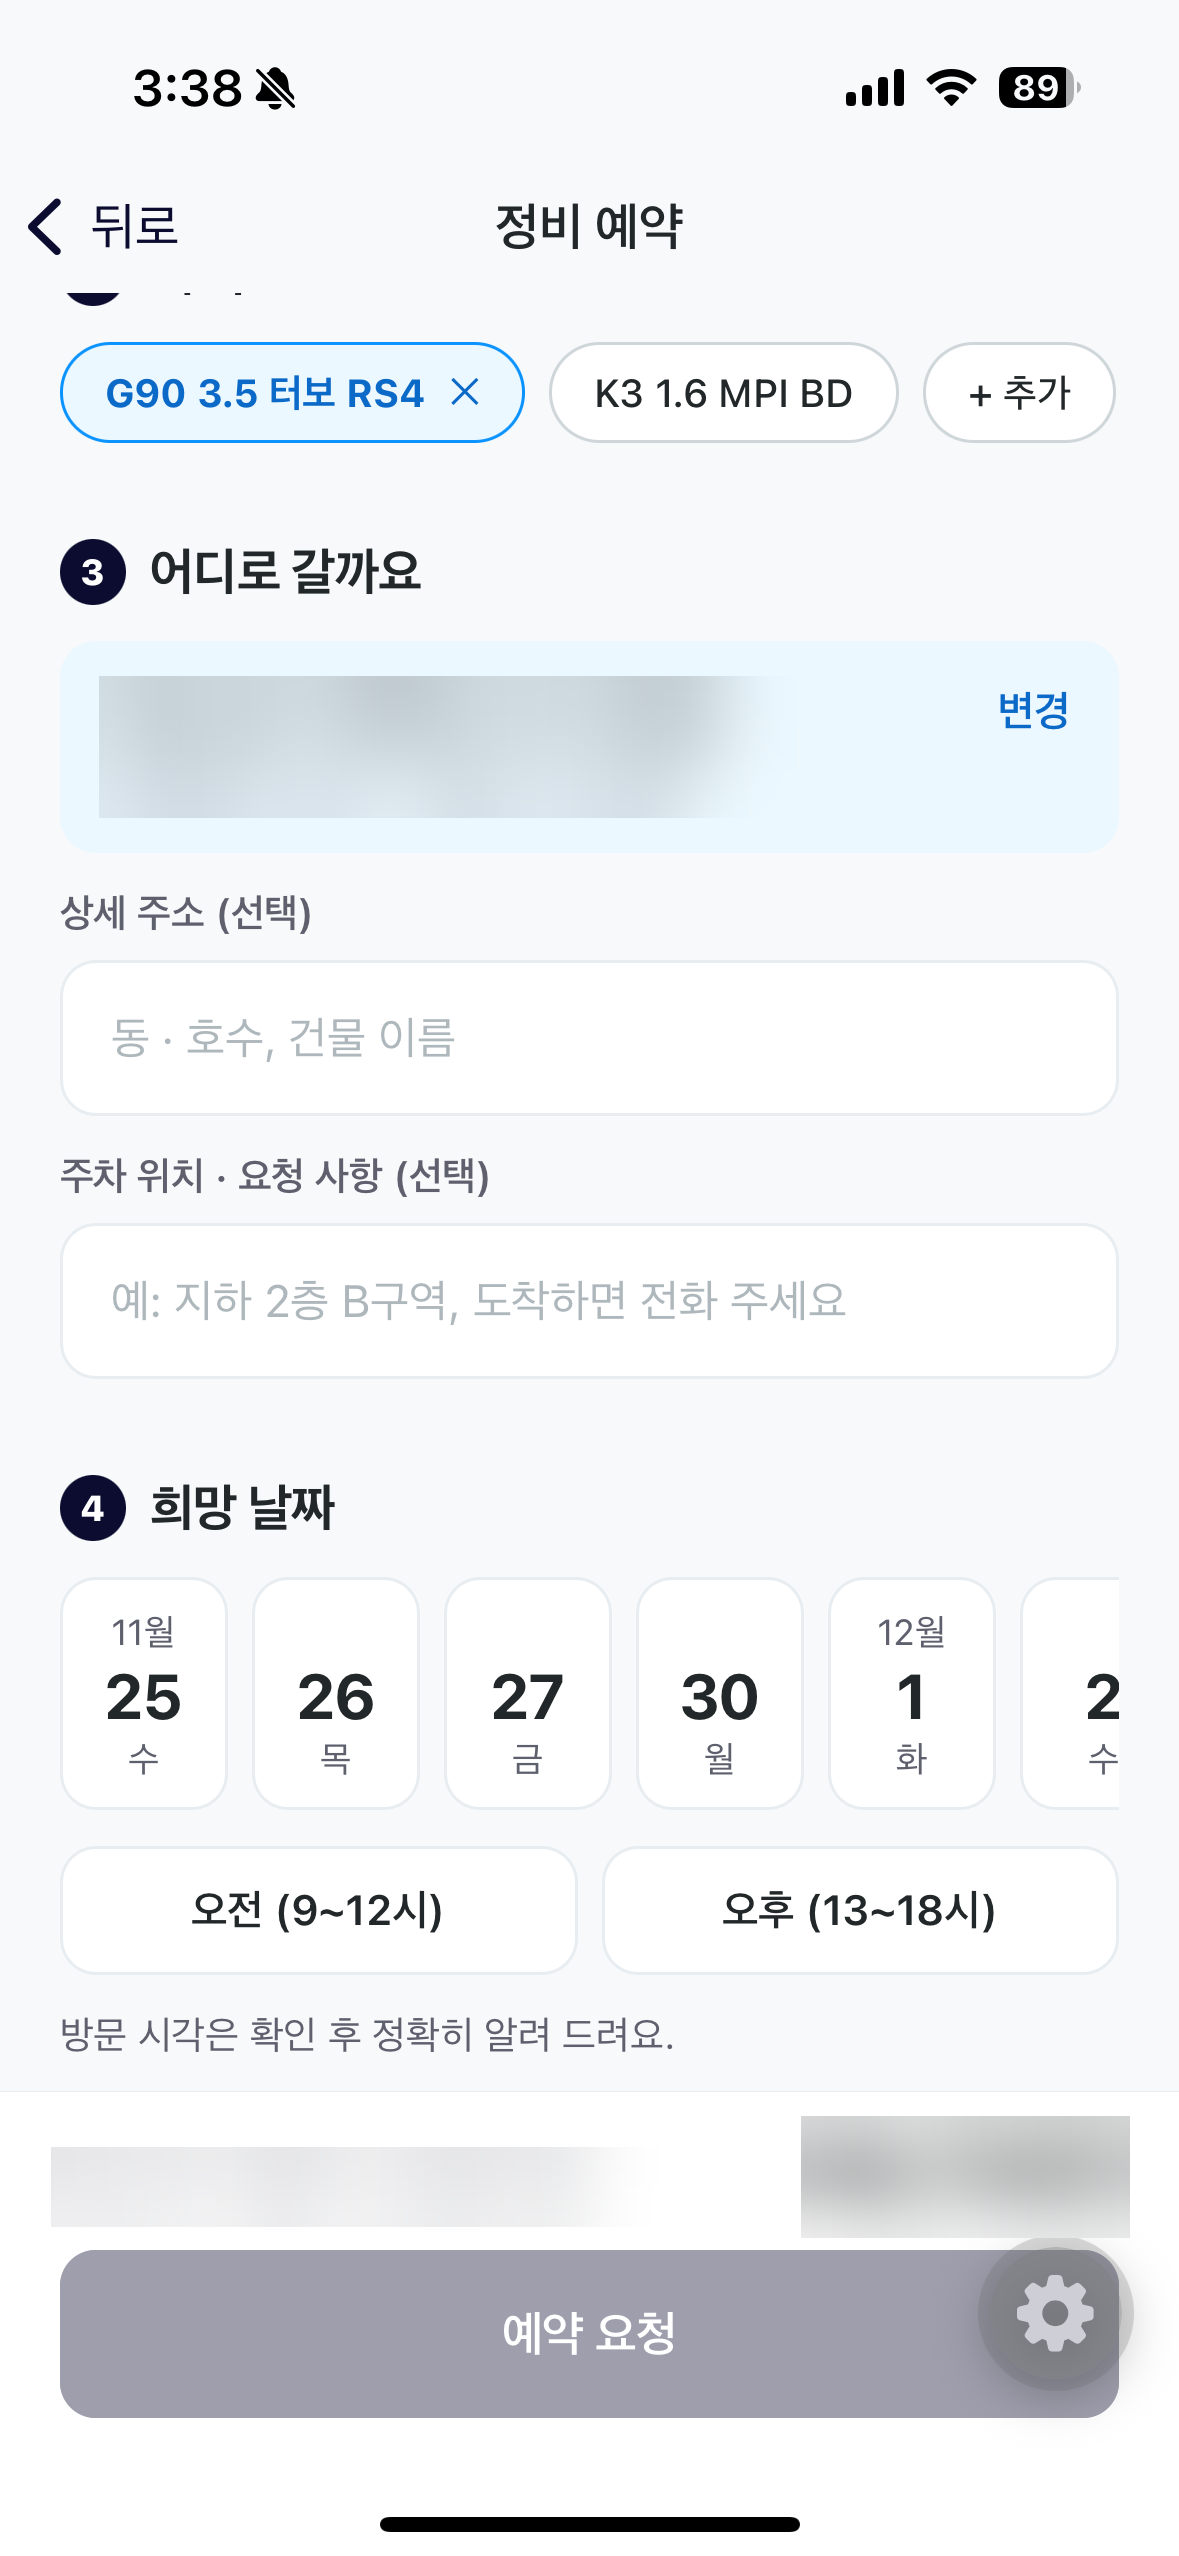 3:38
89
뒤로
정비 예약
G90 3.5 터보 RS4
K3 1.6 MPI BD
+ 추가
3 어디로 갈까요
변경
상세 주소 (선택)
동 · 호수, 건물 이름
주차 위치 · 요청 사항 (선택)
예: 지하 2층 B구역, 도착하면 전화 주세요
4 희망 날짜
11월 12월
25 26 27 30 1 2
수 목 금 월 화 수
오전 (9~12시) 오후 (13~18시)
방문 시각은 확인 후 정확히 알려 드려요.
예약 요청